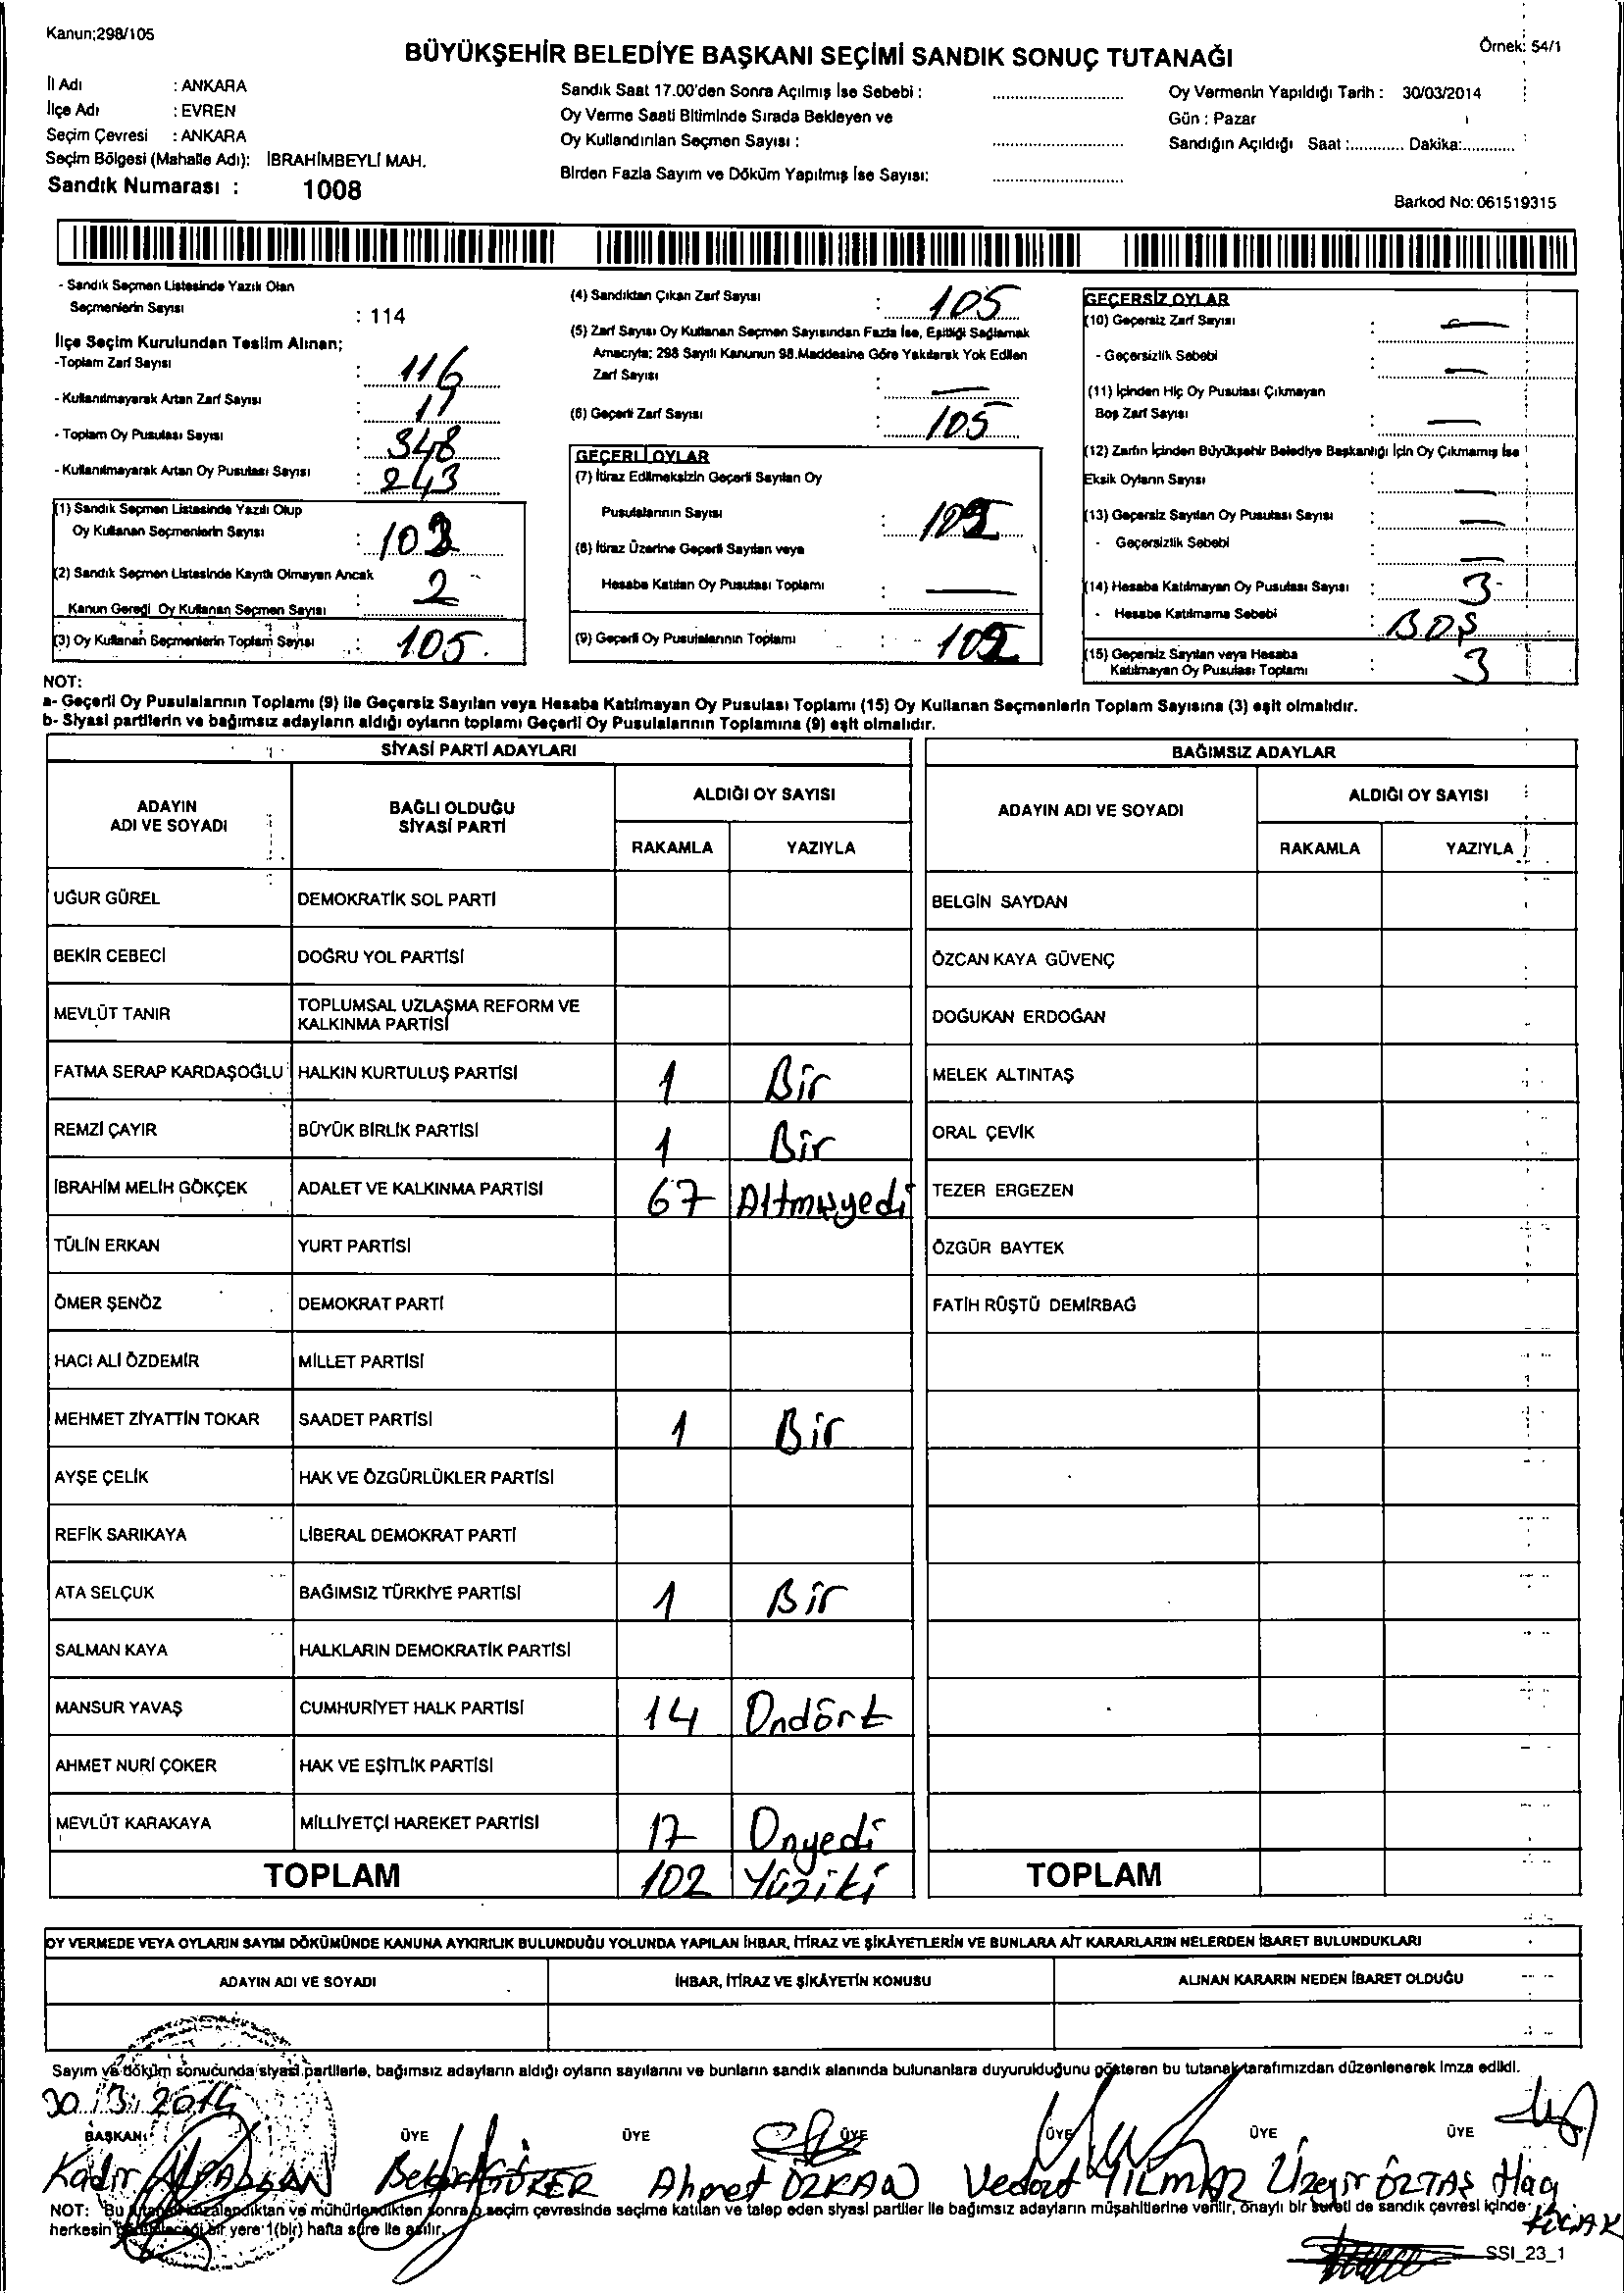 Kanun;298/105
Örnek: 54/1
BÜYÜKŞEHİR BELEDİYE BAŞKANI SEÇİMİ SANDIK SONUÇ TUTANAĞI
İl Adı : ANKARA
İlçe Adı : EVREN
Seçim Çevresi : ANKARA
Seçim Bölgesi (Mahalle Adı): İBRAHİMBEYLİ MAH.
Sandık Numarası : 1008
Sandık Saat 17.00'den Sonra Açılmış İse Sebebi :
Oy Verme Saati Bitiminde Sırada Bekleyen ve
Oy Kullandırılan Seçmen Sayısı :
Birden Fazla Sayım ve Döküm Yapılmış İse Sayısı:
Oy Vermenin Yapıldığı Tarih : 30/03/2014
Gün : Pazar
Sandığın Açıldığı Saat :............ Dakika:............
Barkod No: 061519315
- Sandık Seçmen Listesinde Yazılı Olan
Seçmenlerin Sayısı : 114
İlçe Seçim Kurulundan Teslim Alınan;
-Toplam Zarf Sayısı : 116
- Kullanılmayarak Artan Zarf Sayısı : 11
- Toplam Oy Pusulası Sayısı : 348
- Kullanılmayarak Artan Oy Pusulası Sayısı : 243
(1) Sandık Seçmen Listesinde Yazılı Olup
Oy Kullanan Seçmenlerin Sayısı : 103
(2) Sandık Seçmen Listesinde Kayıtlı Olmayan Ancak
Kanun Gereği Oy Kullanan Seçmen Sayısı : 2
(3) Oy Kullanan Seçmenlerin Toplam Sayısı : 105
(4) Sandıktan Çıkan Zarf Sayısı : 105
(5) Zarf Sayısı Oy Kullanan Seçmen Sayısından Fazla İse, Eşitliği Sağlamak
Amacıyla; 298 Sayılı Kanunun 98.Maddesine Göre Yakılarak Yok Edilen
Zarf Sayısı : —
(6) Geçerli Zarf Sayısı : 105
GEÇERLİ OYLAR
(7) İtiraz Edilmeksizin Geçerli Sayılan Oy
Pusulalarının Sayısı : 102
(8) İtiraz Üzerine Geçerli Sayılan veya
Hesaba Katılan Oy Pusulası Toplamı : —
(9) Geçerli Oy Pusulalarının Toplamı : 102
GEÇERSİZ OYLAR
(10) Geçersiz Zarf Sayısı : —
- Geçersizlik Sebebi : —
(11) İçinden Hiç Oy Pusulası Çıkmayan
Boş Zarf Sayısı : —
(12) Zarfın İçinden Büyükşehir Belediye Başkanlığı İçin Oy Çıkmamış İse
Eksik Oyların Sayısı : —
(13) Geçersiz Sayılan Oy Pusulası Sayısı : —
- Geçersizlik Sebebi : —
(14) Hesaba Katılmayan Oy Pusulası Sayısı : 3
- Hesaba Katılmama Sebebi : BOŞ
(15) Geçersiz Sayılan veya Hesaba
Katılmayan Oy Pusulası Toplamı : 3
NOT:
a- Geçerli Oy Pusulalarının Toplamı (9) ile Geçersiz Sayılan veya Hesaba Katılmayan Oy Pusulası Toplamı (15) Oy Kullanan Seçmenlerin Toplam Sayısına (3) eşit olmalıdır.
b- Siyasi partilerin ve bağımsız adayların aldığı oyların toplamı Geçerli Oy Pusulalarının Toplamına (9) eşit olmalıdır.
SİYASİ PARTİ ADAYLARI
ADAYIN ADI VE SOYADI BAĞLI OLDUĞU SİYASİ PARTİ ALDIĞI OY SAYISI
RAKAMLA YAZIYLA
UĞUR GÜREL DEMOKRATİK SOL PARTİ
BEKİR CEBECİ DOĞRU YOL PARTİSİ
MEVLÜT TANIR TOPLUMSAL UZLAŞMA REFORM VE KALKINMA PARTİSİ
FATMA SERAP KARDAŞOĞLU HALKIN KURTULUŞ PARTİSİ 1 Bir
REMZİ ÇAYIR BÜYÜK BİRLİK PARTİSİ 1 Bir
İBRAHİM MELİH GÖKÇEK ADALET VE KALKINMA PARTİSİ 67 Altmışyedi
TÜLİN ERKAN YURT PARTİSİ
ÖMER ŞENÖZ DEMOKRAT PARTİ
HACI ALİ ÖZDEMİR MİLLET PARTİSİ
MEHMET ZİYATTİN TOKAR SAADET PARTİSİ 1 Bir
AYŞE ÇELİK HAK VE ÖZGÜRLÜKLER PARTİSİ
REFİK SARIKAYA LİBERAL DEMOKRAT PARTİ
ATA SELÇUK BAĞIMSIZ TÜRKİYE PARTİSİ 1 Bir
SALMAN KAYA HALKLARIN DEMOKRATİK PARTİSİ
MANSUR YAVAŞ CUMHURİYET HALK PARTİSİ 14 Ondört
AHMET NURİ ÇOKER HAK VE EŞİTLİK PARTİSİ
MEVLÜT KARAKAYA MİLLİYETÇİ HAREKET PARTİSİ 17 Onyedi
TOPLAM 102 Yüziki
BAĞIMSIZ ADAYLAR
ADAYIN ADI VE SOYADI ALDIĞI OY SAYISI
RAKAMLA YAZIYLA
BELGİN SAYDAN
ÖZCAN KAYA GÜVENÇ
DOĞUKAN ERDOĞAN
MELEK ALTINTAŞ
ORAL ÇEVİK
TEZER ERGEZEN
ÖZGÜR BAYTEK
FATİH RÜŞTÜ DEMİRBAĞ
TOPLAM
OY VERMEDE VEYA OYLARIN SAYIM DÖKÜMÜNDE KANUNA AYKIRILIK BULUNDUĞU YOLUNDA YAPILAN İHBAR, İTİRAZ VE ŞİKÂYETLERİN VE BUNLARA AİT KARARLARIN NELERDEN İBARET BULUNDUKLARI
ADAYIN ADI VE SOYADI İHBAR, İTİRAZ VE ŞİKÂYETİN KONUSU ALINAN KARARIN NEDEN İBARET OLDUĞU
Sayım ve döküm sonucunda siyasi partilerle, bağımsız adayların aldığı oyların sayılarını ve bunların sandık alanında bulunanlara duyurulduğunu gösteren bu tutanak tarafımızdan düzenlenerek imza edildi.
30/3/2014
BAŞKAN ÜYE ÜYE ÜYE ÜYE ÜYE ÜYE
Kadir ALPASLAN Ahmet ÖZKAN Vedat YILMAZ Üzeyir ÖZTAŞ Hacı
KOÇAK
NOT: Bu tutanak imzalandıktan ve mühürlendikten sonra o seçim çevresinde seçime katılan ve talep eden siyasi partiler ile bağımsız adayların müşahitlerine verilir, onaylı bir sureti de sandık çevresi içinde
herkesin görebileceği bir yere 1(bir) hafta süre ile asılır.
SSI_23_1